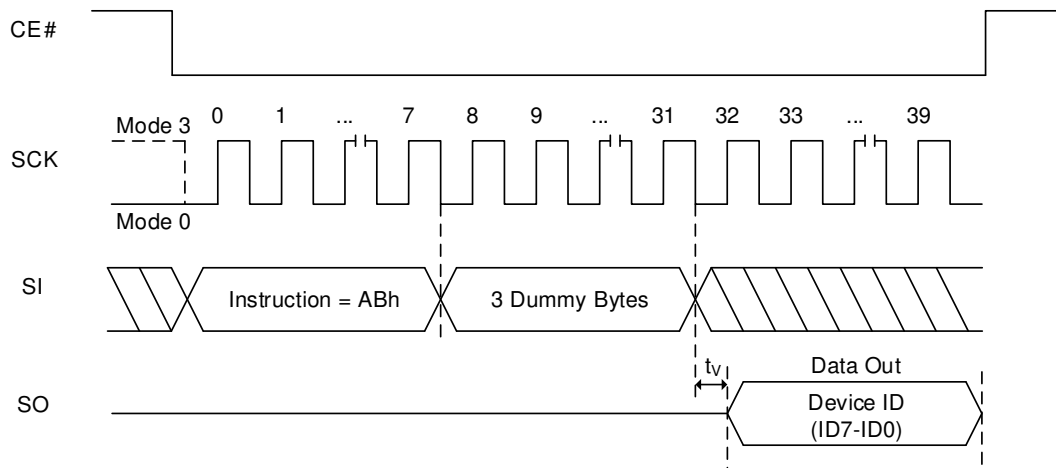 CE#
0 1 ... 7 8 9 ... 31 32 33 ... 39
Mode 3
SCK
Mode 0
SI
Instruction = ABh
3 Dummy Bytes
tV
Data Out
SO
Device ID
(ID7-ID0)